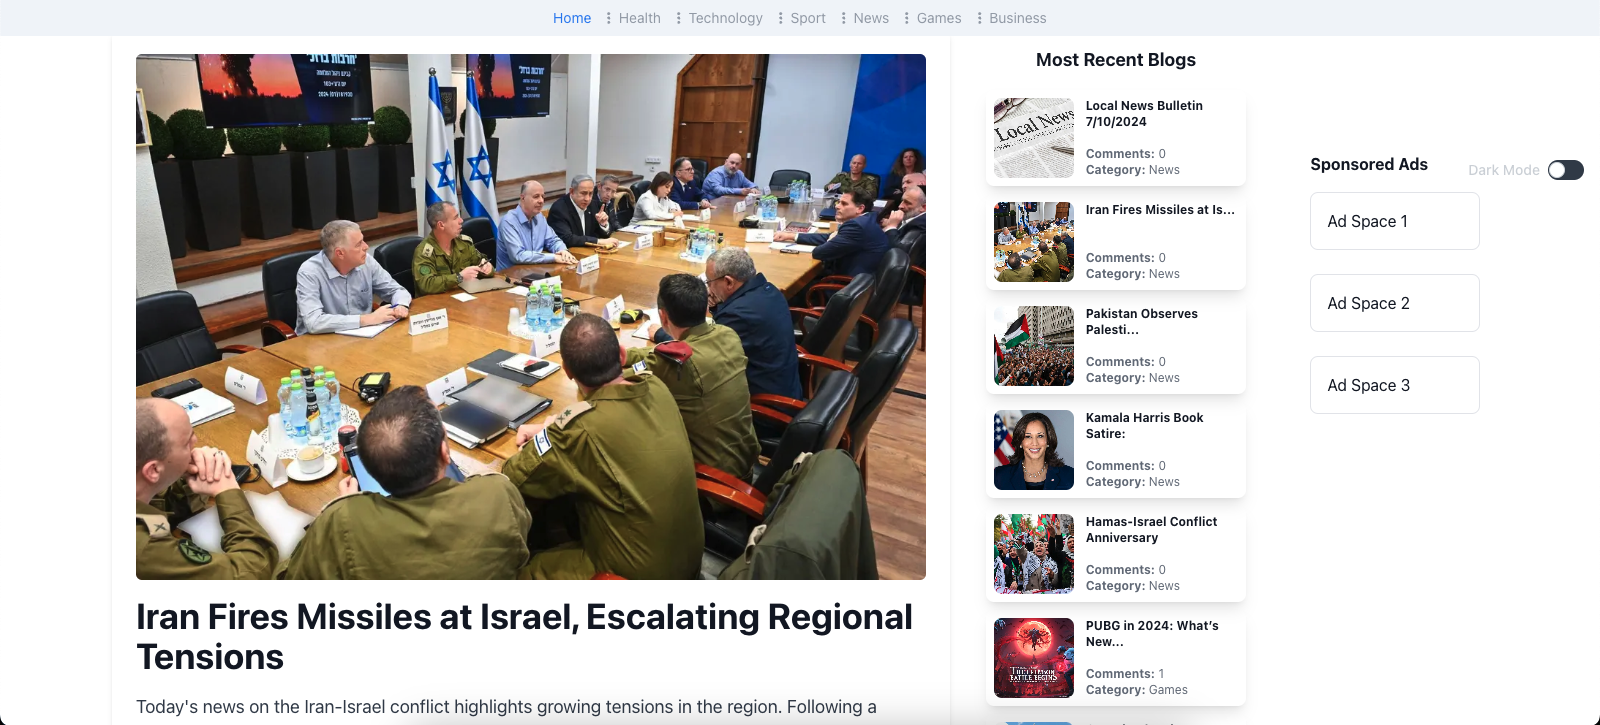 Home
Health
Technology
Sport
News
Games
Business
חרבות ברזל
Iran Fires Missiles at Israel, Escalating Regional
Tensions
Today's news on the Iran-Israel conflict highlights growing tensions in the region. Following a
Most Recent Blogs
Local News
Local News Bulletin
7/10/2024
Comments: 0
Category: News
Iran Fires Missiles at Is...
Comments: 0
Category: News
Pakistan Observes
Palesti...
Comments: 0
Category: News
Kamala Harris Book
Satire:
Comments: 0
Category: News
Hamas-Israel Conflict
Anniversary
Comments: 0
Category: News
PUBG in 2024: What's
New...
Comments: 1
Category: Games
BATTLE BEGINS
Sponsored Ads
Dark Mode
Ad Space 1
Ad Space 2
Ad Space 3